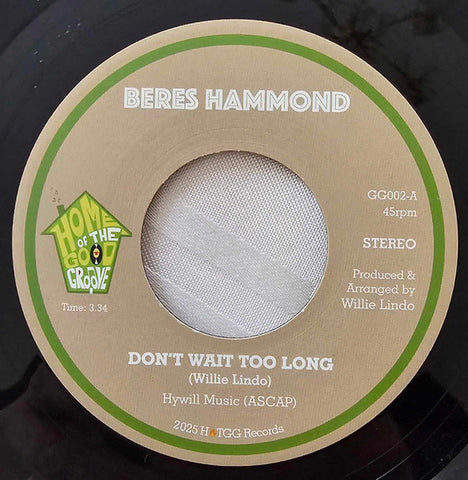 BERES HAMMOND
GG002-A
45rpm
STEREO
Produced &
Arranged by
Willie Lindo
HOME
OF THE
GOOD
GROOVE
Time: 3.34
DON'T WAIT TOO LONG
(Willie Lindo)
Hywill Music (ASCAP)
2025 HOTGG Records